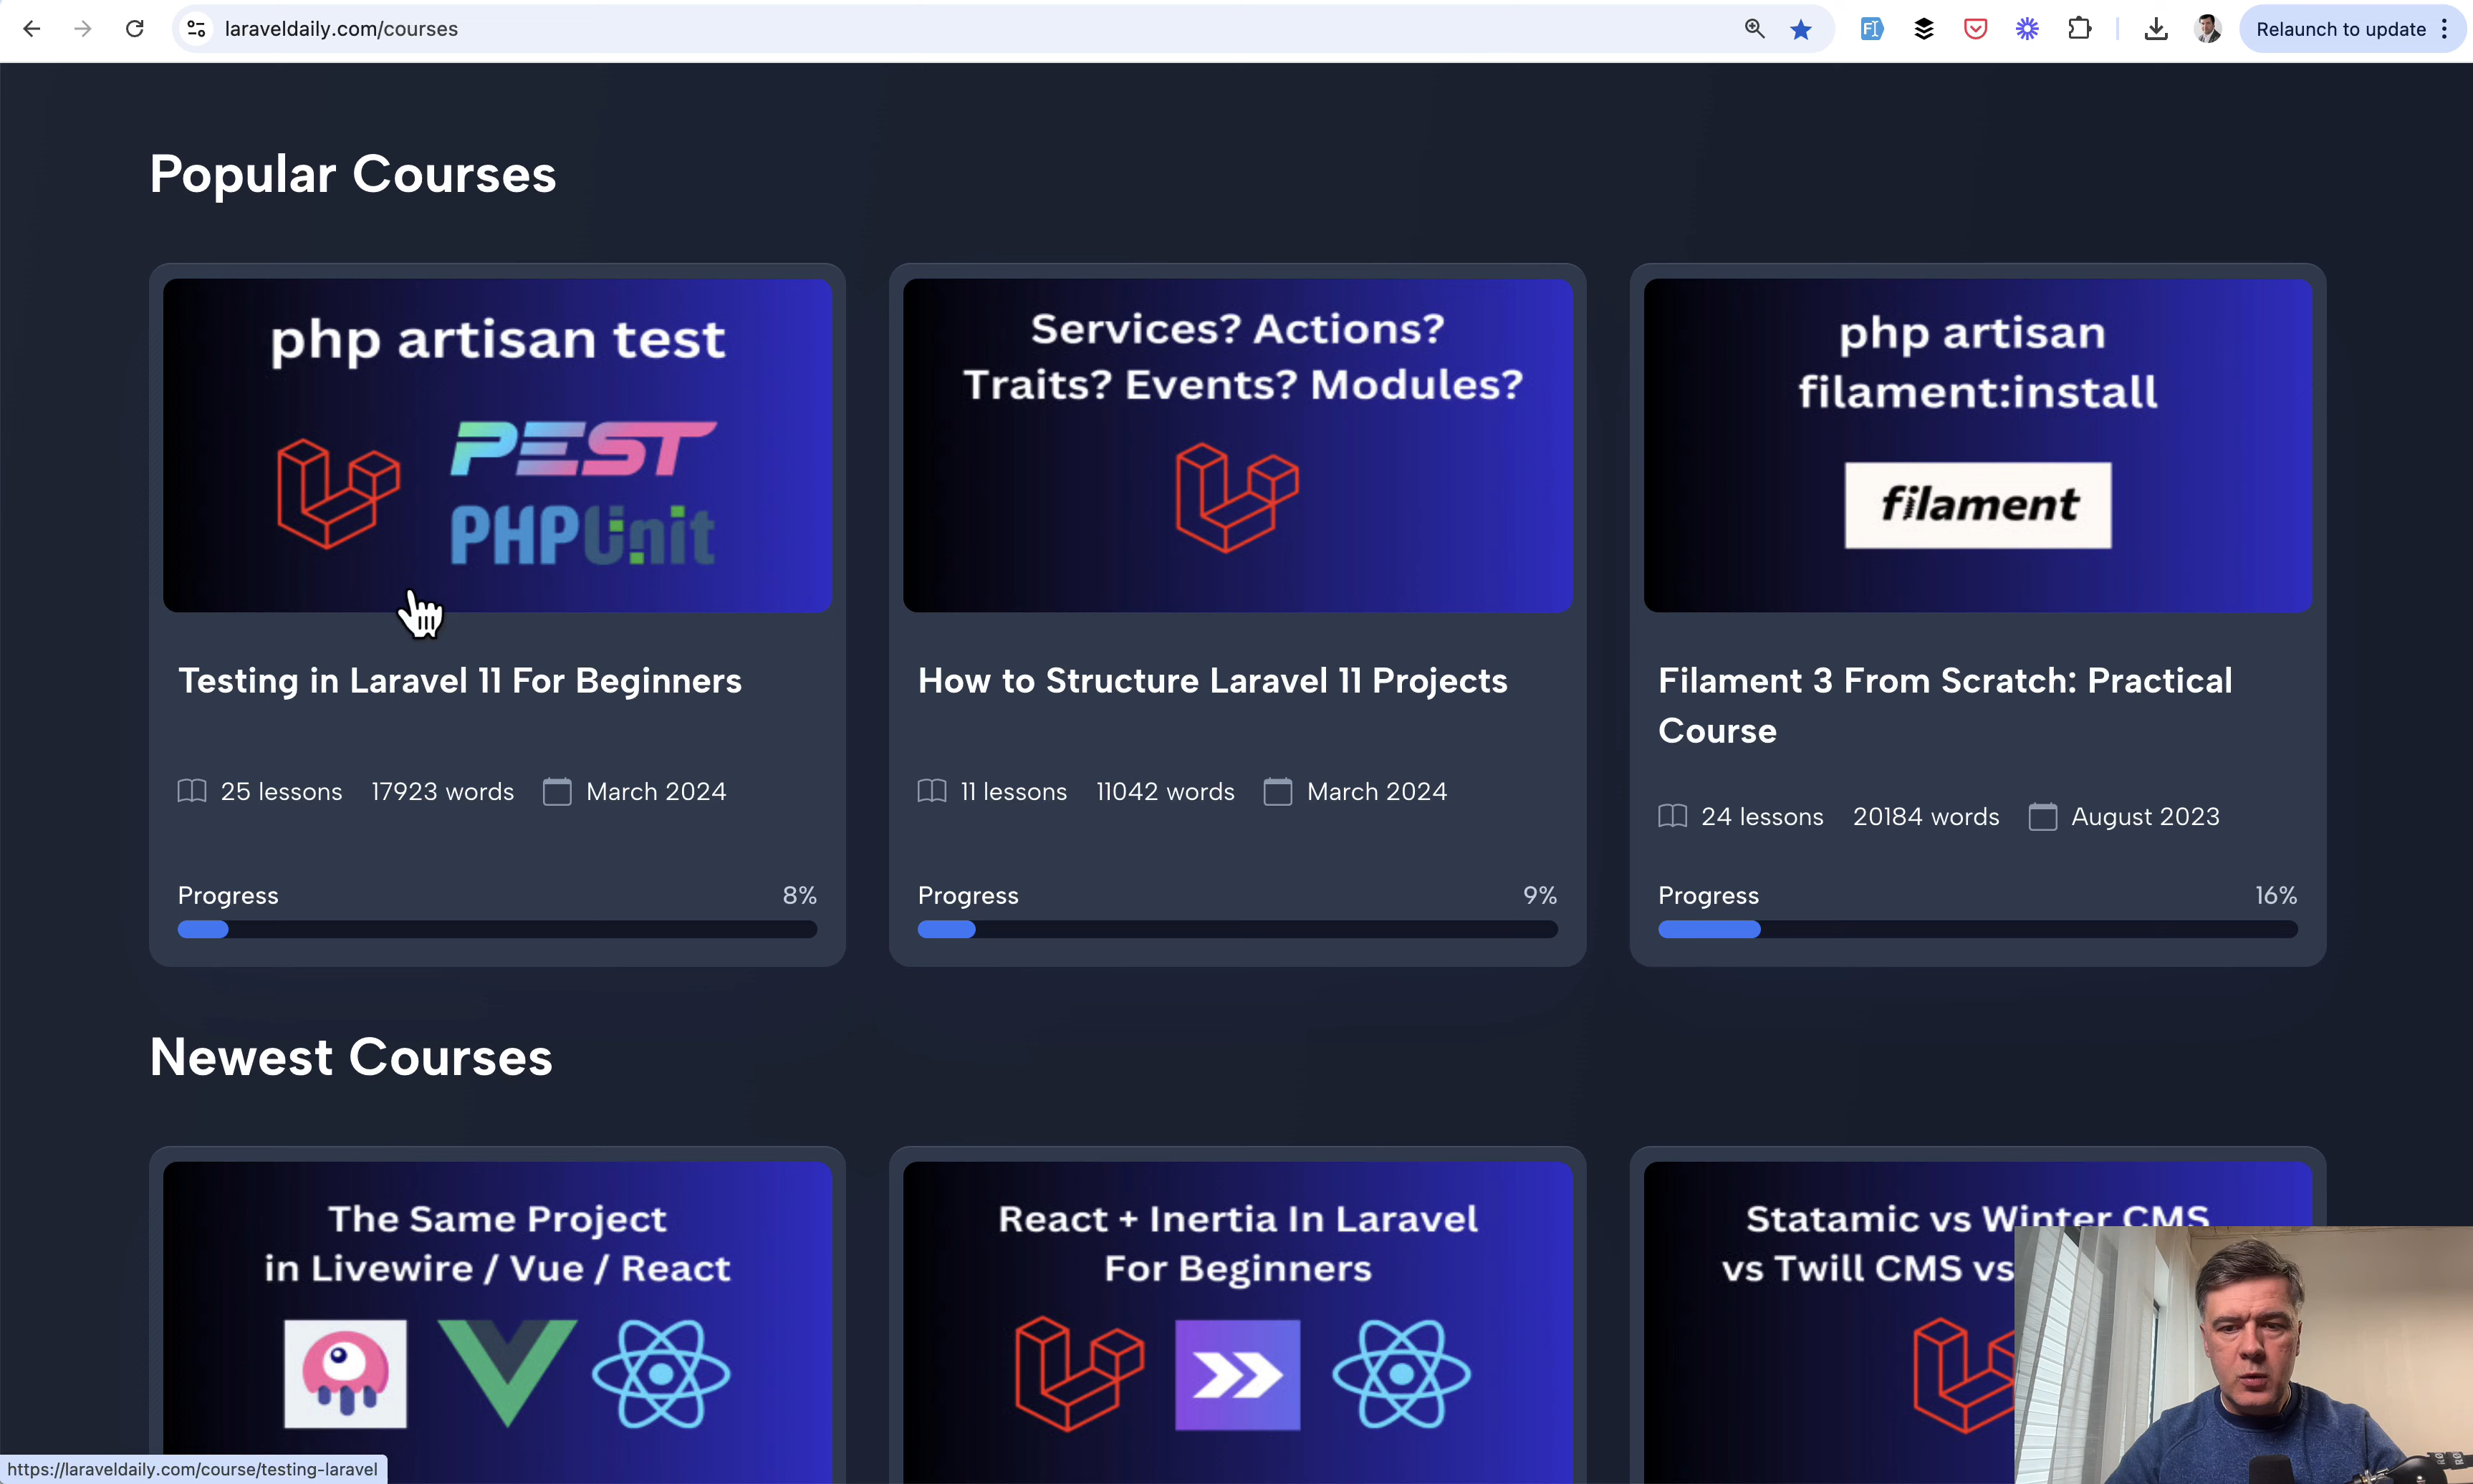 laraveldaily.com/courses
Relaunch to update
Popular Courses
php artisan test
PEST
PHPUnit
Testing in Laravel 11 For Beginners
25 lessons 17923 words March 2024
Progress 8%
Services? Actions?
Traits? Events? Modules?
How to Structure Laravel 11 Projects
11 lessons 11042 words March 2024
Progress 9%
php artisan
filament:install
filament
Filament 3 From Scratch: Practical
Course
24 lessons 20184 words August 2023
Progress 16%
Newest Courses
The Same Project
in Livewire / Vue / React
React + Inertia In Laravel
For Beginners
Statamic vs Winter CMS
vs Twill CMS vs
https://laraveldaily.com/course/testing-laravel